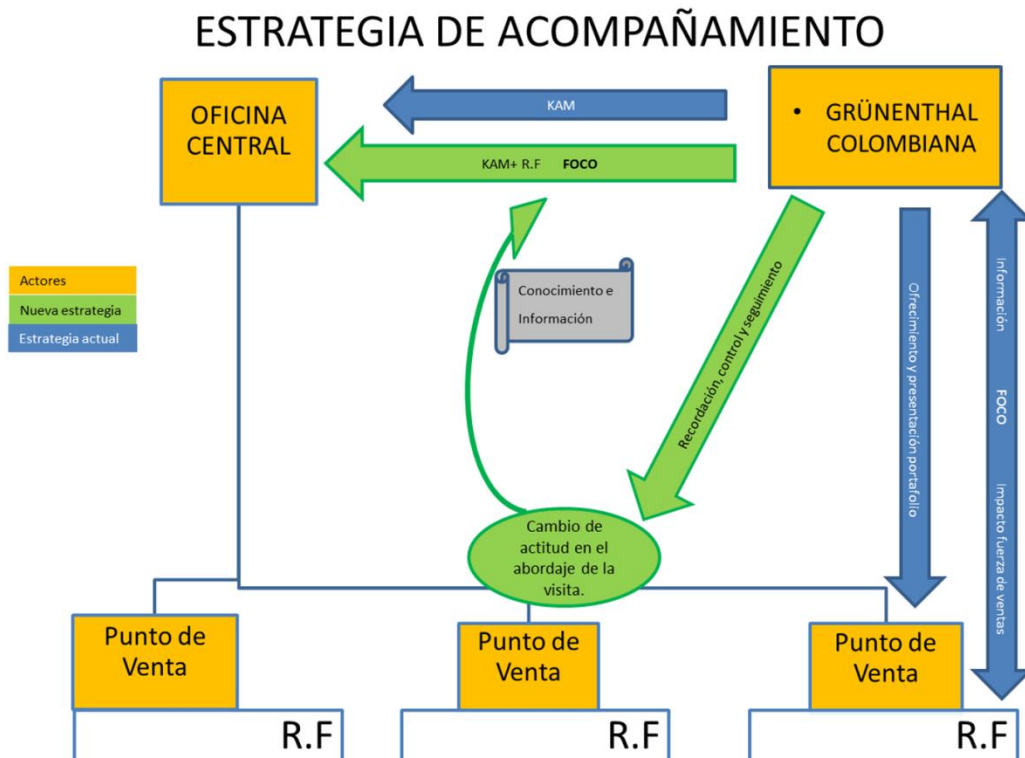 ESTRATEGIA DE ACOMPAÑAMIENTO
OFICINA
CENTRAL
KAM
• GRÜNENTHAL
COLOMBIANA
KAM+ R.F FOCO
Actores
Nueva estrategia
Estrategia actual
Conocimiento e
Información
Recordación, control y seguimiento
Ofrecimiento y presentación portafolio
Información FOCO Impacto fuerza de ventas
Cambio de
actitud en el
abordaje de la
visita.
Punto de
Venta
Punto de
Venta
Punto de
Venta
R.F
R.F
R.F